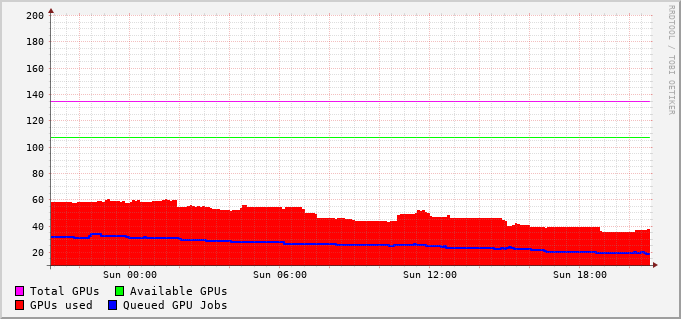 200
180
160
140
120
100
80
60
40
20
Sun 00:00 Sun 06:00 Sun 12:00 Sun 18:00
Total GPUs Available GPUs
GPUs used Queued GPU Jobs
RRDTOOL / TOBI OETIKER